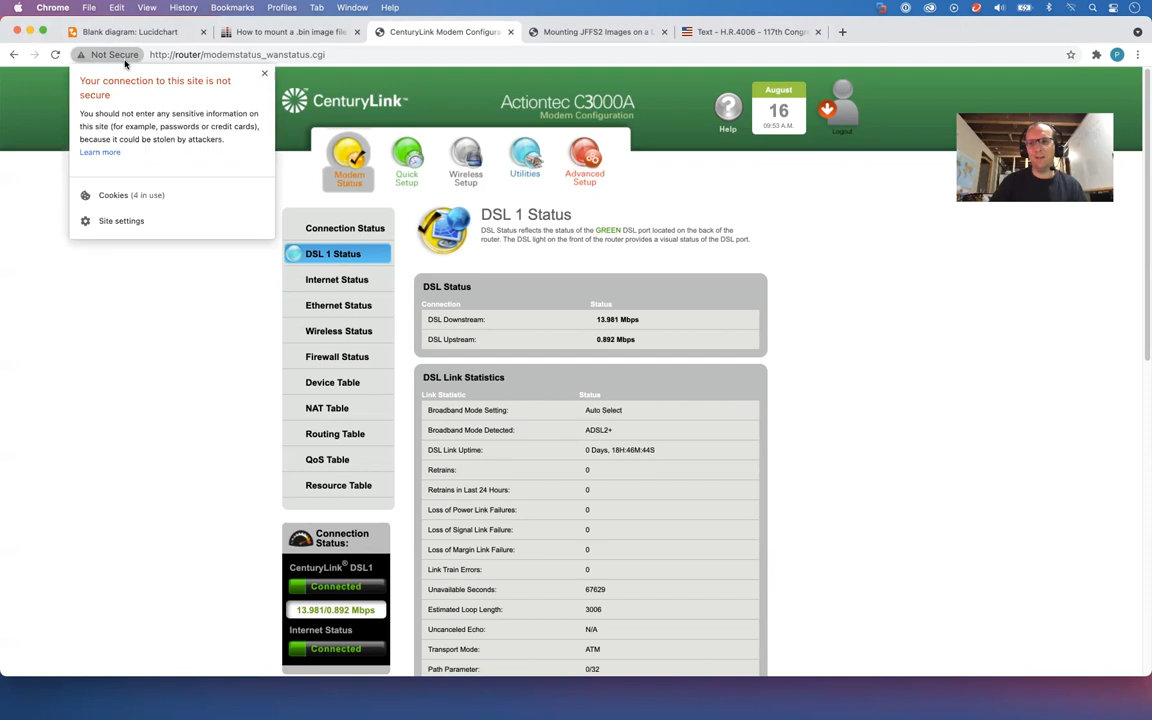 Chrome File Edit View History Bookmarks Profiles Tab Window Help
Blank diagram: Lucidchart
How to mount a .bin image file
CenturyLink Modem Configura
Mounting JFFS2 Images on a L
Text - H.R.4006 - 117th Congr
Not Secure http://router/modemstatus_wanstatus.cgi
P
Your connection to this site is not
secure
You should not enter any sensitive information on
this site (for example, passwords or credit cards),
because it could be stolen by attackers.
Learn more
Cookies (4 in use)
Site settings
CenturyLink™
Actiontec C3000A
Modem Configuration
Help
August
16
09:53 A.M.
Logout
Modem
Status
Quick
Setup
Wireless
Setup
Utilities
Advanced
Setup
Connection Status
DSL 1 Status
Internet Status
Ethernet Status
Wireless Status
Firewall Status
Device Table
NAT Table
Routing Table
QoS Table
Resource Table
Connection
Status:
CenturyLink® DSL1
Connected
13.981/0.892 Mbps
Internet Status
Connected
DSL 1 Status
DSL Status reflects the status of the GREEN DSL port located on the back of the
router. The DSL light on the front of the router provides a visual status of the DSL port.
DSL Status
Connection Status
DSL Downstream: 13.981 Mbps
DSL Upstream: 0.892 Mbps
DSL Link Statistics
Link Statistic Status
Broadband Mode Setting: Auto Select
Broadband Mode Detected: ADSL2+
DSL Link Uptime: 0 Days, 18H:46M:44S
Retrains: 0
Retrains in Last 24 Hours: 0
Loss of Power Link Failures: 0
Loss of Signal Link Failure: 0
Loss of Margin Link Failure: 0
Link Train Errors: 0
Unavailable Seconds: 67629
Estimated Loop Length: 3006
Uncanceled Echo: N/A
Transport Mode: ATM
Path Parameter: 0/32